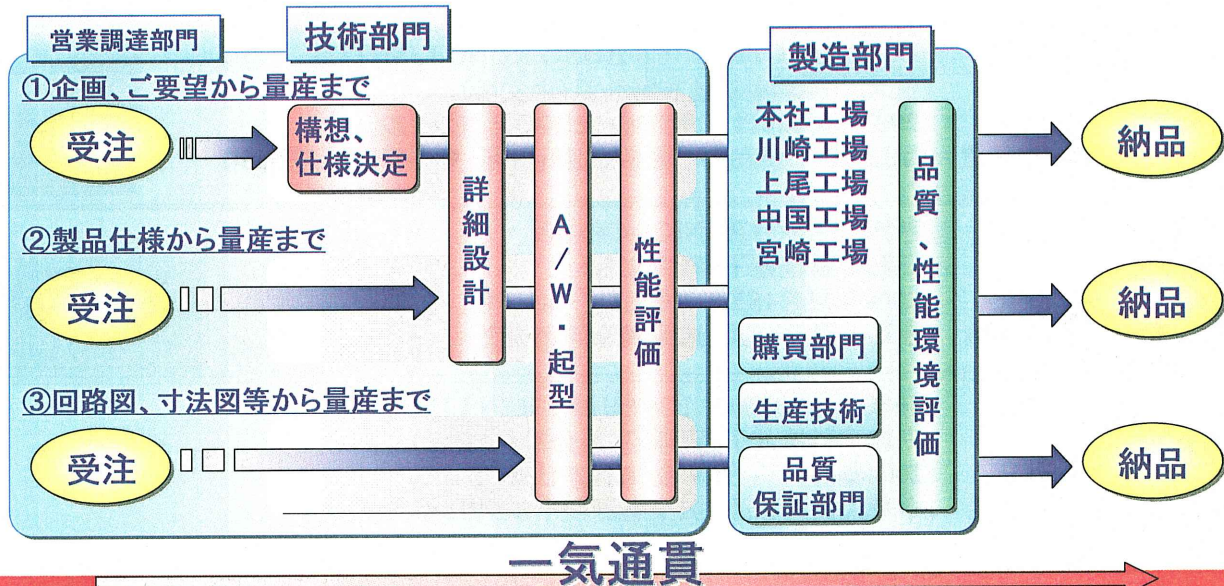 営業調達部門
技術部門
製造部門
①企画、ご要望から量産まで
受注
構想、
仕様決定
詳細設計
A/W・起型
性能評価
本社工場
川崎工場
上尾工場
中国工場
宮崎工場
品質、性能環境評価
納品
②製品仕様から量産まで
受注
購買部門
納品
③回路図、寸法図等から量産まで
生産技術
受注
品質
保証部門
納品
一気通貫